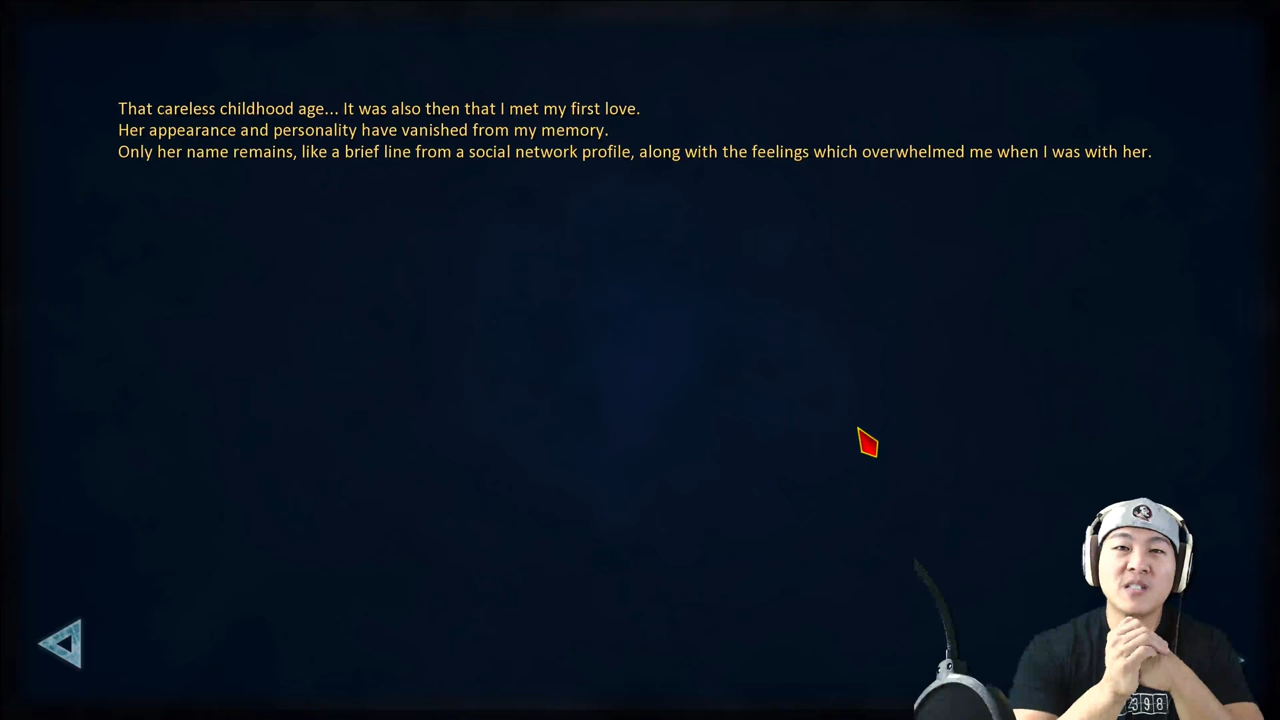 That careless childhood age... It was also then that I met my first love.
Her appearance and personality have vanished from my memory.
Only her name remains, like a brief line from a social network profile, along with the feelings which overwhelmed me when I was with her.
398